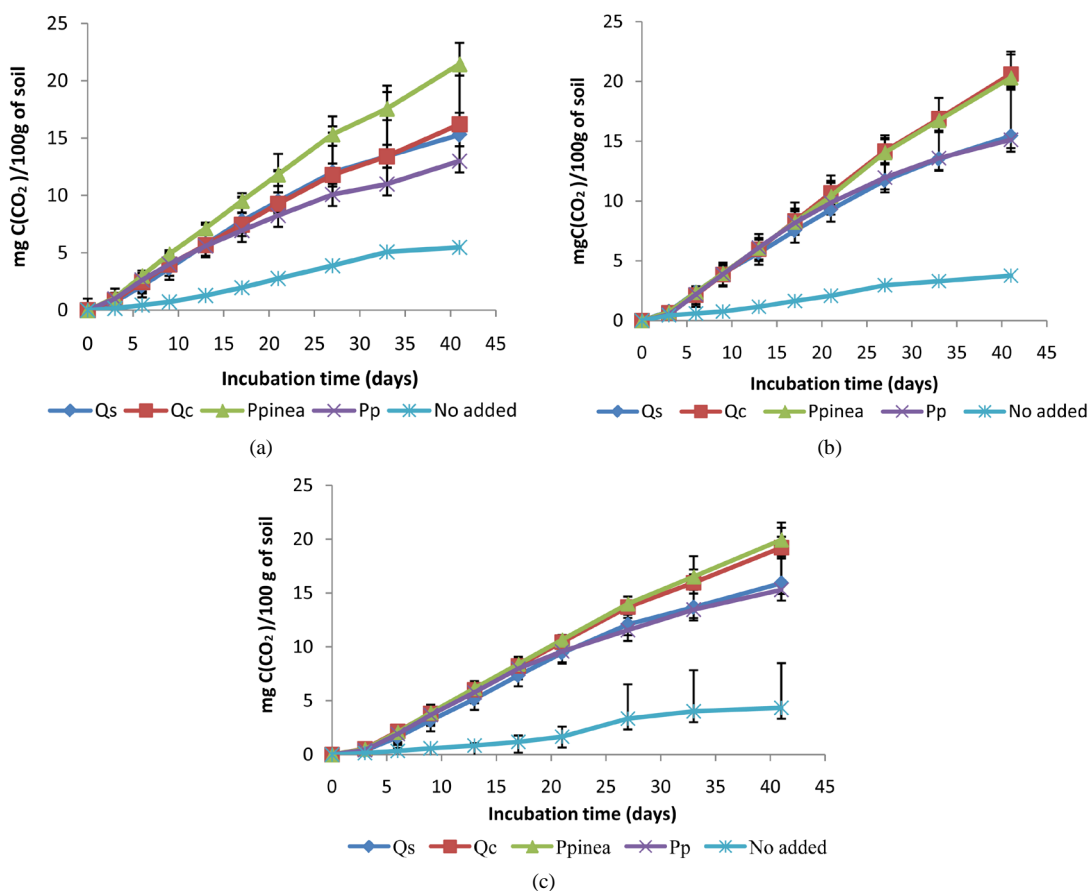 25
20
15
10
5
0
mg C(CO₂)/100g of soil
0 5 10 15 20 25 30 35 40 45
Incubation time (days)
Qs Qc Ppinea Pp No added
(a)
25
20
15
10
5
0
mgC(CO₂)/100g of soil
0 5 10 15 20 25 30 35 40 45
Incubation time (days)
Qs Qc Ppinea Pp No added
(b)
25
20
15
10
5
0
mg C(CO₂)/100 g of soil
0 5 10 15 20 25 30 35 40 45
Incubation time (days)
Qs Qc Ppinea Pp No added
(c)